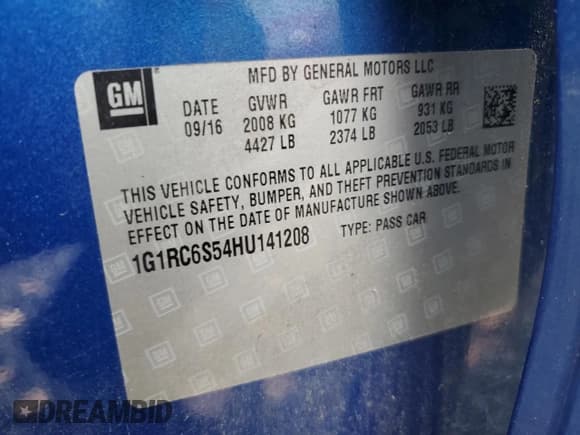 GM
MFD BY GENERAL MOTORS LLC
DATE GVWR GAWR FRT GAWR RR
09/16 2008 KG 1077 KG 931 KG
4427 LB 2374 LB 2053 LB
THIS VEHICLE CONFORMS TO ALL APPLICABLE U.S. FEDERAL MOTOR
VEHICLE SAFETY, BUMPER, AND THEFT PREVENTION STANDARDS IN
EFFECT ON THE DATE OF MANUFACTURE SHOWN ABOVE.
1G1RC6S54HU141208 TYPE: PASS CAR
DREAMBID